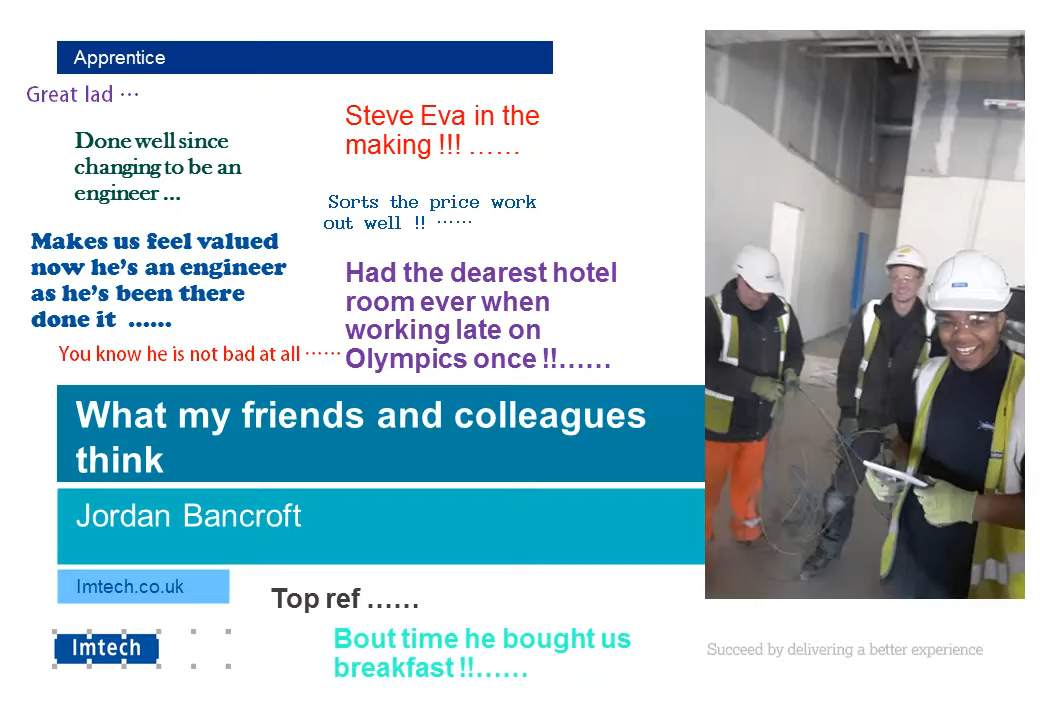 Apprentice
Great lad …
Done well since
changing to be an
engineer …
Steve Eva in the
making !!! ……
Sorts the price work
out well !! ……
Makes us feel valued
now he’s an engineer
as he’s been there
done it ……
Had the dearest hotel
room ever when
working late on
Olympics once !!……
You know he is not bad at all ……
What my friends and colleagues
think
Jordan Bancroft
Imtech.co.uk
Top ref ……
Imtech
Bout time he bought us
breakfast !!……
Succeed by delivering a better experience